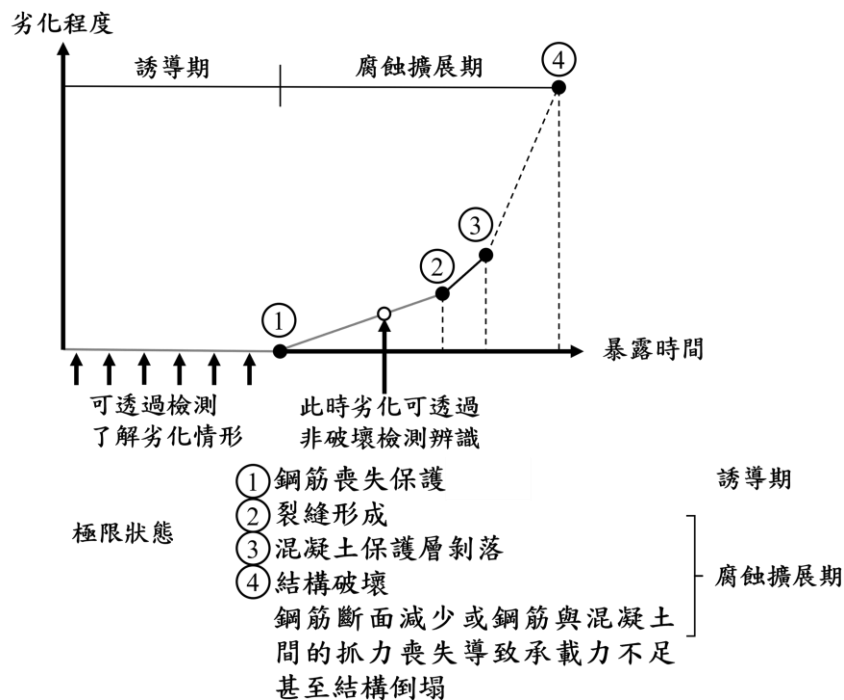 劣化程度
誘導期
腐蝕擴展期
④
③
②
①
暴露時間
可透過檢測
了解劣化情形
此時劣化可透過
非破壞檢測辨識
極限狀態
①鋼筋喪失保護
誘導期
②裂縫形成
③混凝土保護層剝落
④結構破壞
腐蝕擴展期
鋼筋斷面減少或鋼筋與混凝土
間的抓力喪失導致承載力不足
甚至結構倒塌